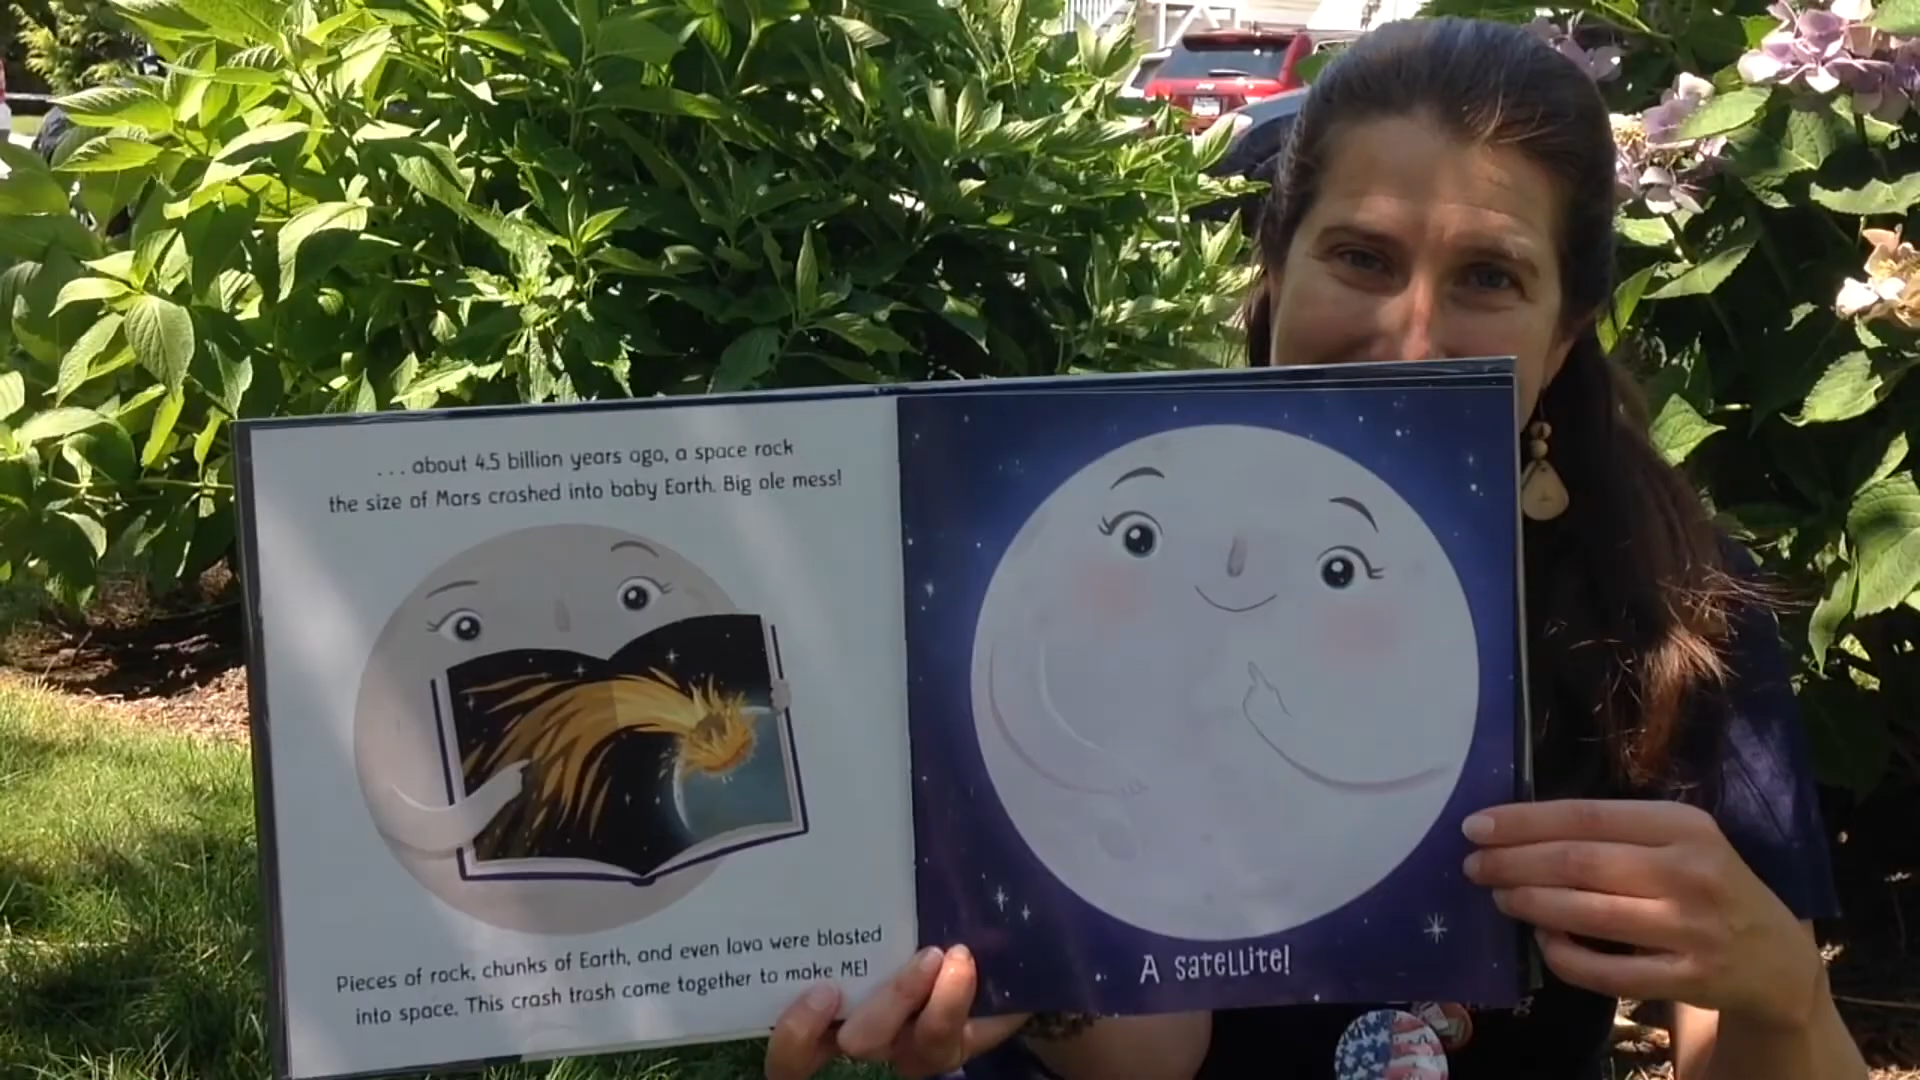 ... about 4.5 billion years ago, a space rock
the size of Mars crashed into baby Earth. Big ole mess!
Pieces of rock, chunks of Earth, and even lava were blasted
into space. This crash trash came together to make ME!
A satellite!